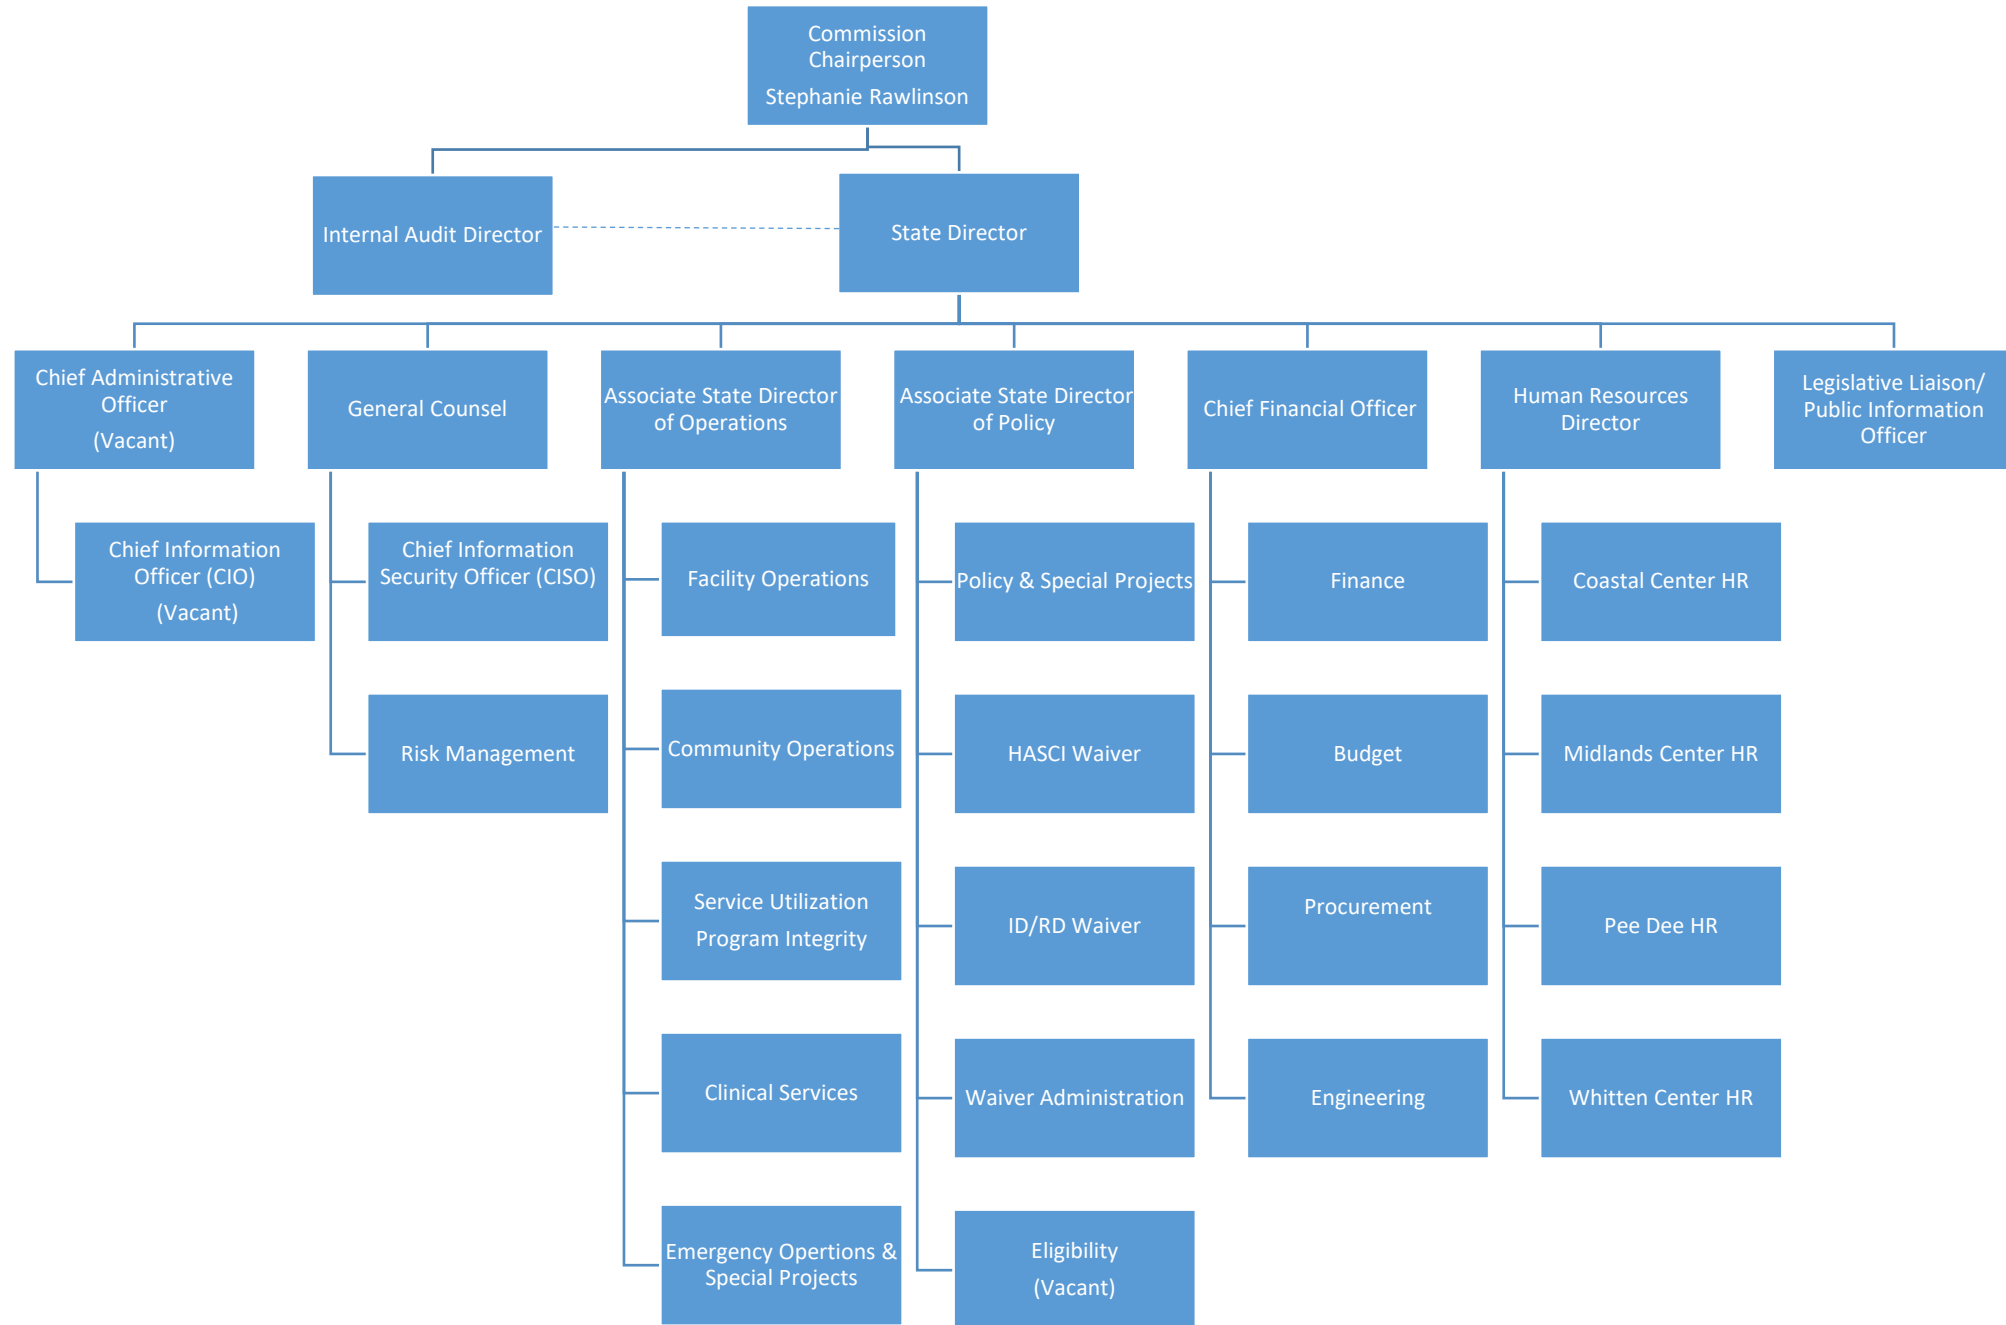 Commission
Chairperson
Stephanie Rawlinson
Internal Audit Director
State Director
Chief Administrative
Officer
(Vacant)
General Counsel
Associate State Director
of Operations
Associate State Director
of Policy
Chief Financial Officer
Human Resources
Director
Legislative Liaison/
Public Information
Officer
Chief Information
Officer (CIO)
(Vacant)
Chief Information
Security Officer (CISO)
Facility Operations
Policy & Special Projects
Finance
Coastal Center HR
Risk Management
Community Operations
HASCI Waiver
Budget
Midlands Center HR
Service Utilization
Program Integrity
ID/RD Waiver
Procurement
Pee Dee HR
Clinical Services
Waiver Administration
Engineering
Whitten Center HR
Emergency Opertions &
Special Projects
Eligibility
(Vacant)